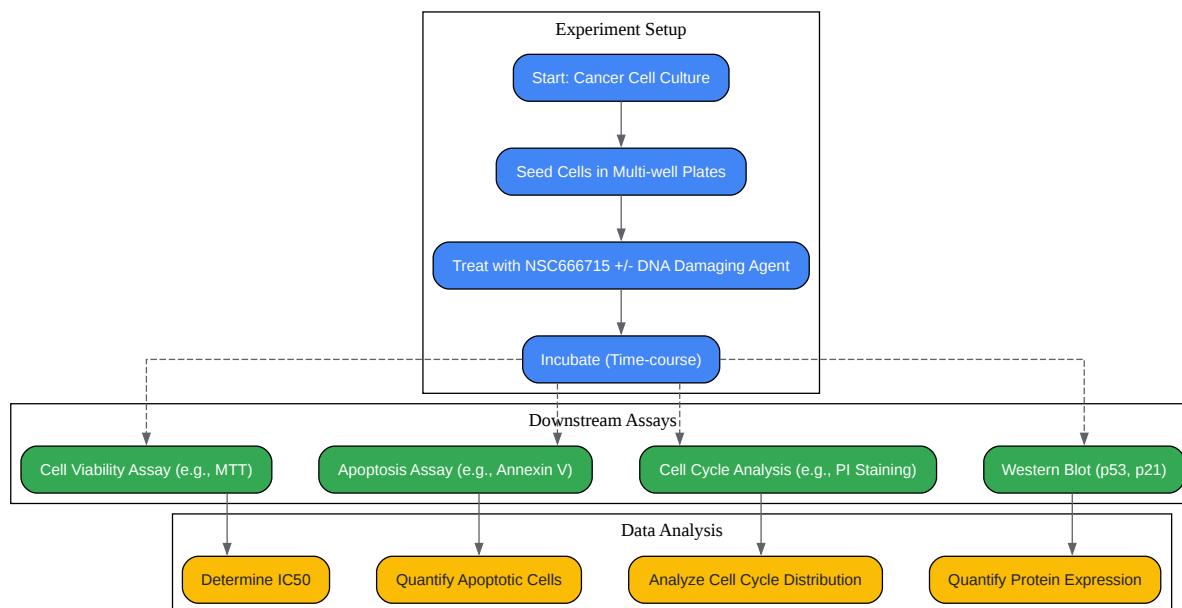 Experiment Setup
Start: Cancer Cell Culture
Seed Cells in Multi-well Plates
Treat with NSC666715 +/- DNA Damaging Agent
Incubate (Time-course)
Downstream Assays
Cell Viability Assay (e.g., MTT)
Apoptosis Assay (e.g., Annexin V)
Cell Cycle Analysis (e.g., PI Staining)
Western Blot (p53, p21)
Data Analysis
Determine IC50
Quantify Apoptotic Cells
Analyze Cell Cycle Distribution
Quantify Protein Expression